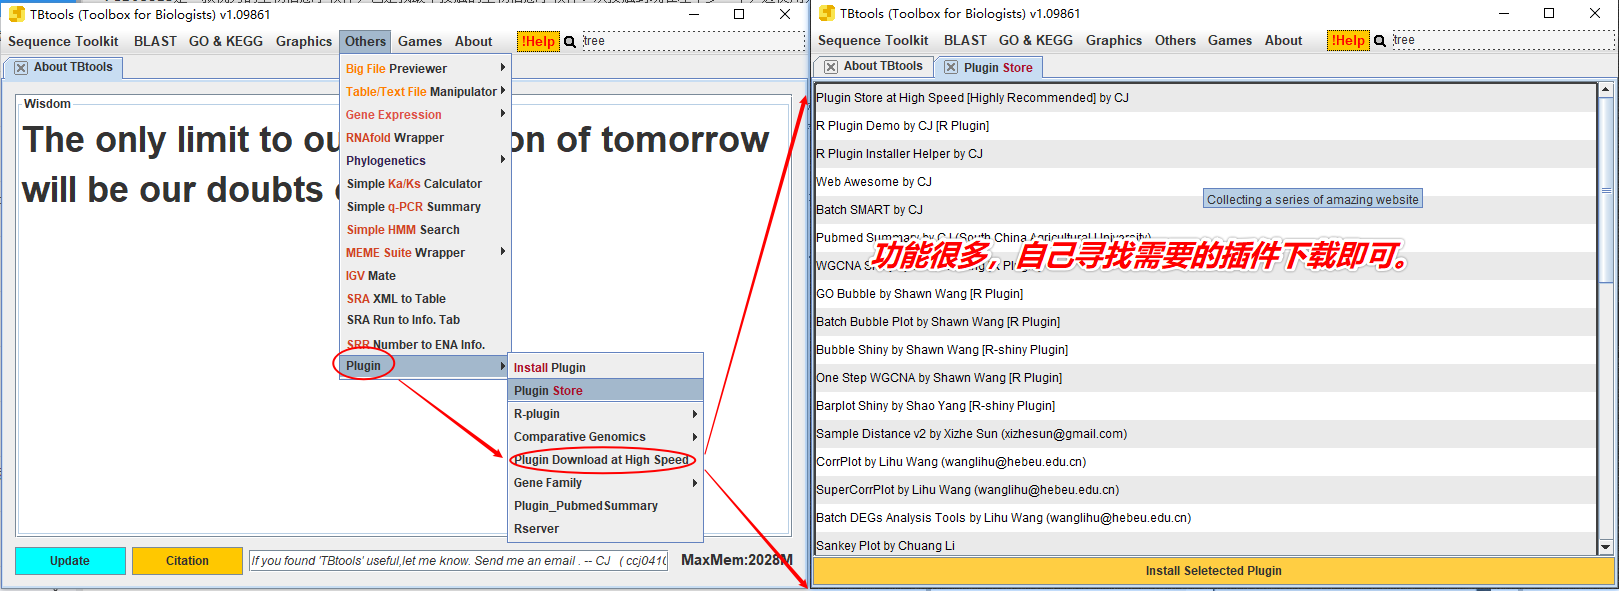 TBtools (Toolbox for Biologists) v1.09861
Sequence Toolkit BLAST GO & KEGG Graphics Others Games About !Help tree
About TBtools
Wisdom
The only limit to ou on of tomorrow
will be our doubts
Big File Previewer
Table/Text File Manipulator
Gene Expression
RNAfold Wrapper
Phylogenetics
Simple Ka/Ks Calculator
Simple q-PCR Summary
Simple HMM Search
MEME Suite Wrapper
IGV Mate
SRA XML to Table
SRA Run to Info. Tab
SRR Number to ENA Info.
Plugin
Install Plugin
Plugin Store
R-plugin
Comparative Genomics
Plugin Download at High Speed
Gene Family
Plugin_PubmedSummary
Rserver
Update Citation If you found 'TBtools' useful,let me know. Send me an email . -- CJ ( ccj041 MaxMem:2028M
TBtools (Toolbox for Biologists) v1.09861
Sequence Toolkit BLAST GO & KEGG Graphics Others Games About !Help tree
About TBtools Plugin Store
Plugin Store at High Speed [Highly Recommended] by CJ
R Plugin Demo by CJ [R Plugin]
R Plugin Installer Helper by CJ
Web Awesome by CJ
Collecting a series of amazing website
Batch SMART by CJ
Pubmed Summary by CJ (South China Agricultural University)
功能很多，自己寻找需要的插件下载即可。
WGCNA
GO Bubble by Shawn Wang [R Plugin]
Batch Bubble Plot by Shawn Wang [R Plugin]
Bubble Shiny by Shawn Wang [R-shiny Plugin]
One Step WGCNA by Shawn Wang [R Plugin]
Barplot Shiny by Shao Yang [R-shiny Plugin]
Sample Distance v2 by Xizhe Sun (xizhesun@gmail.com)
CorrPlot by Lihu Wang (wanglihu@hebeu.edu.cn)
SuperCorrPlot by Lihu Wang (wanglihu@hebeu.edu.cn)
Batch DEGs Analysis Tools by Lihu Wang (wanglihu@hebeu.edu.cn)
Sankey Plot by Chuang Li
Install Seletected Plugin